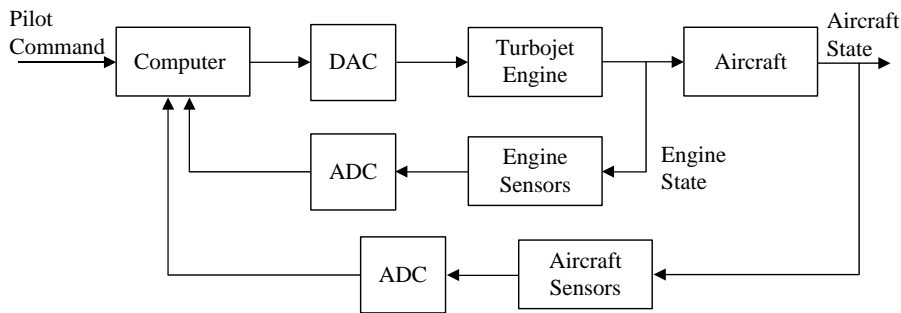 Pilot
Command
Aircraft
State
Computer
DAC
Turbojet
Engine
Aircraft
ADC
Engine
Sensors
Engine
State
ADC
Aircraft
Sensors